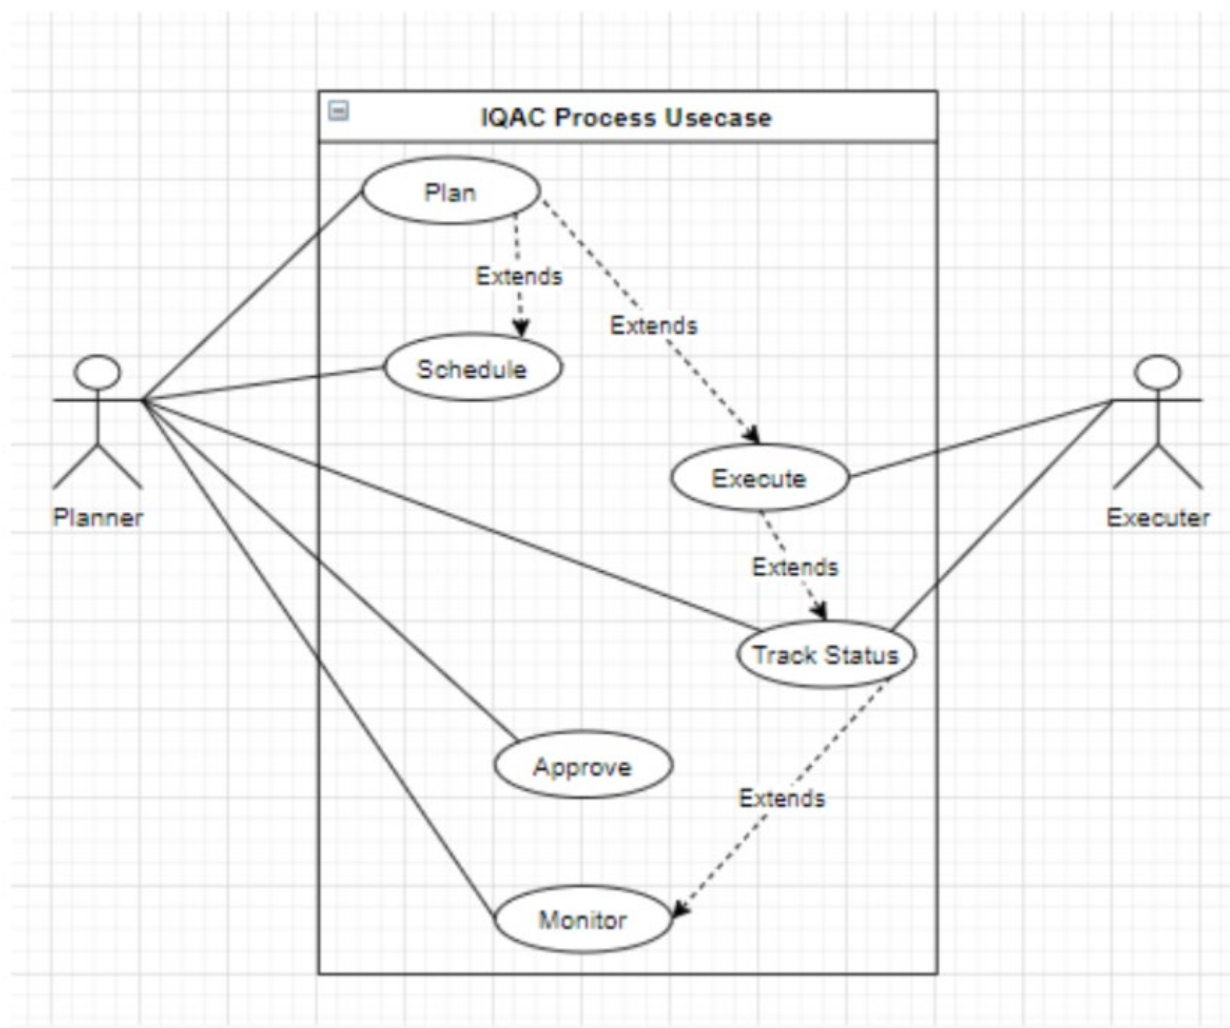 IQAC Process Usecase
Plan
Extends
Extends
Schedule
Execute
Planner
Executer
Extends
Track Status
Approve
Extends
Monitor